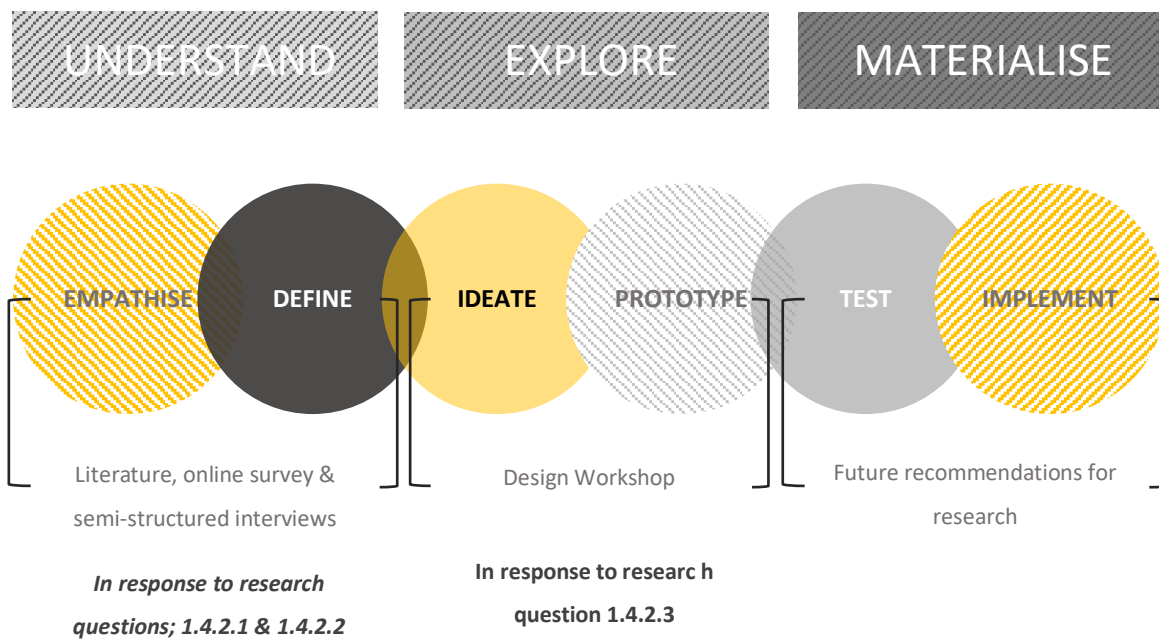 UNDERSTAND
EXPLORE
MATERIALISE
EMPATHISE
DEFINE
IDEATE
PROTOTYPE
TEST
IMPLEMENT
Literature, online survey &
semi-structured interviews
Design Workshop
Future recommendations for
research
In response to research
questions; 1.4.2.1 & 1.4.2.2
In response to researc h
question 1.4.2.3